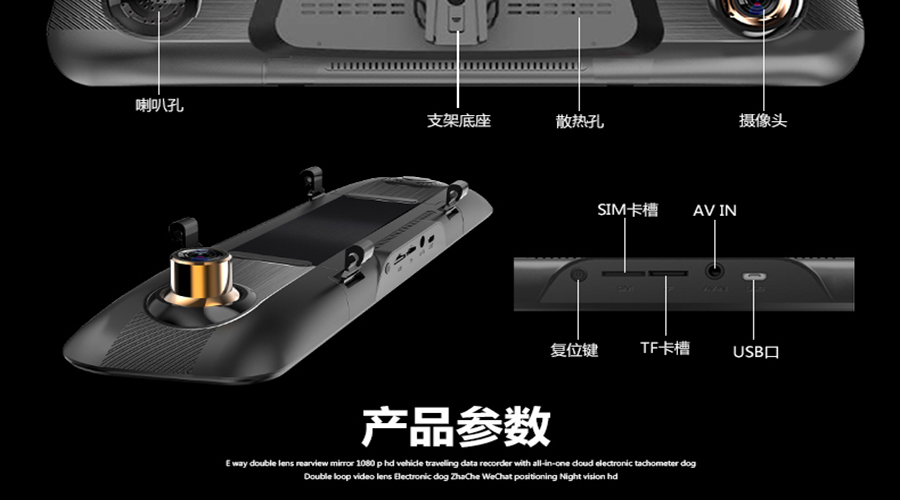 喇叭孔
支架底座
散热孔
摄像头
SIM卡槽
AV IN
复位键
TF卡槽
USB口
产品参数
E way double lens rearview mirror 1080 p hd vehicle traveling data recorder with all-in-one cloud electronic tachometer dog
Double loop video lens Electronic dog ZhaChe WeChat positioning Night vision hd